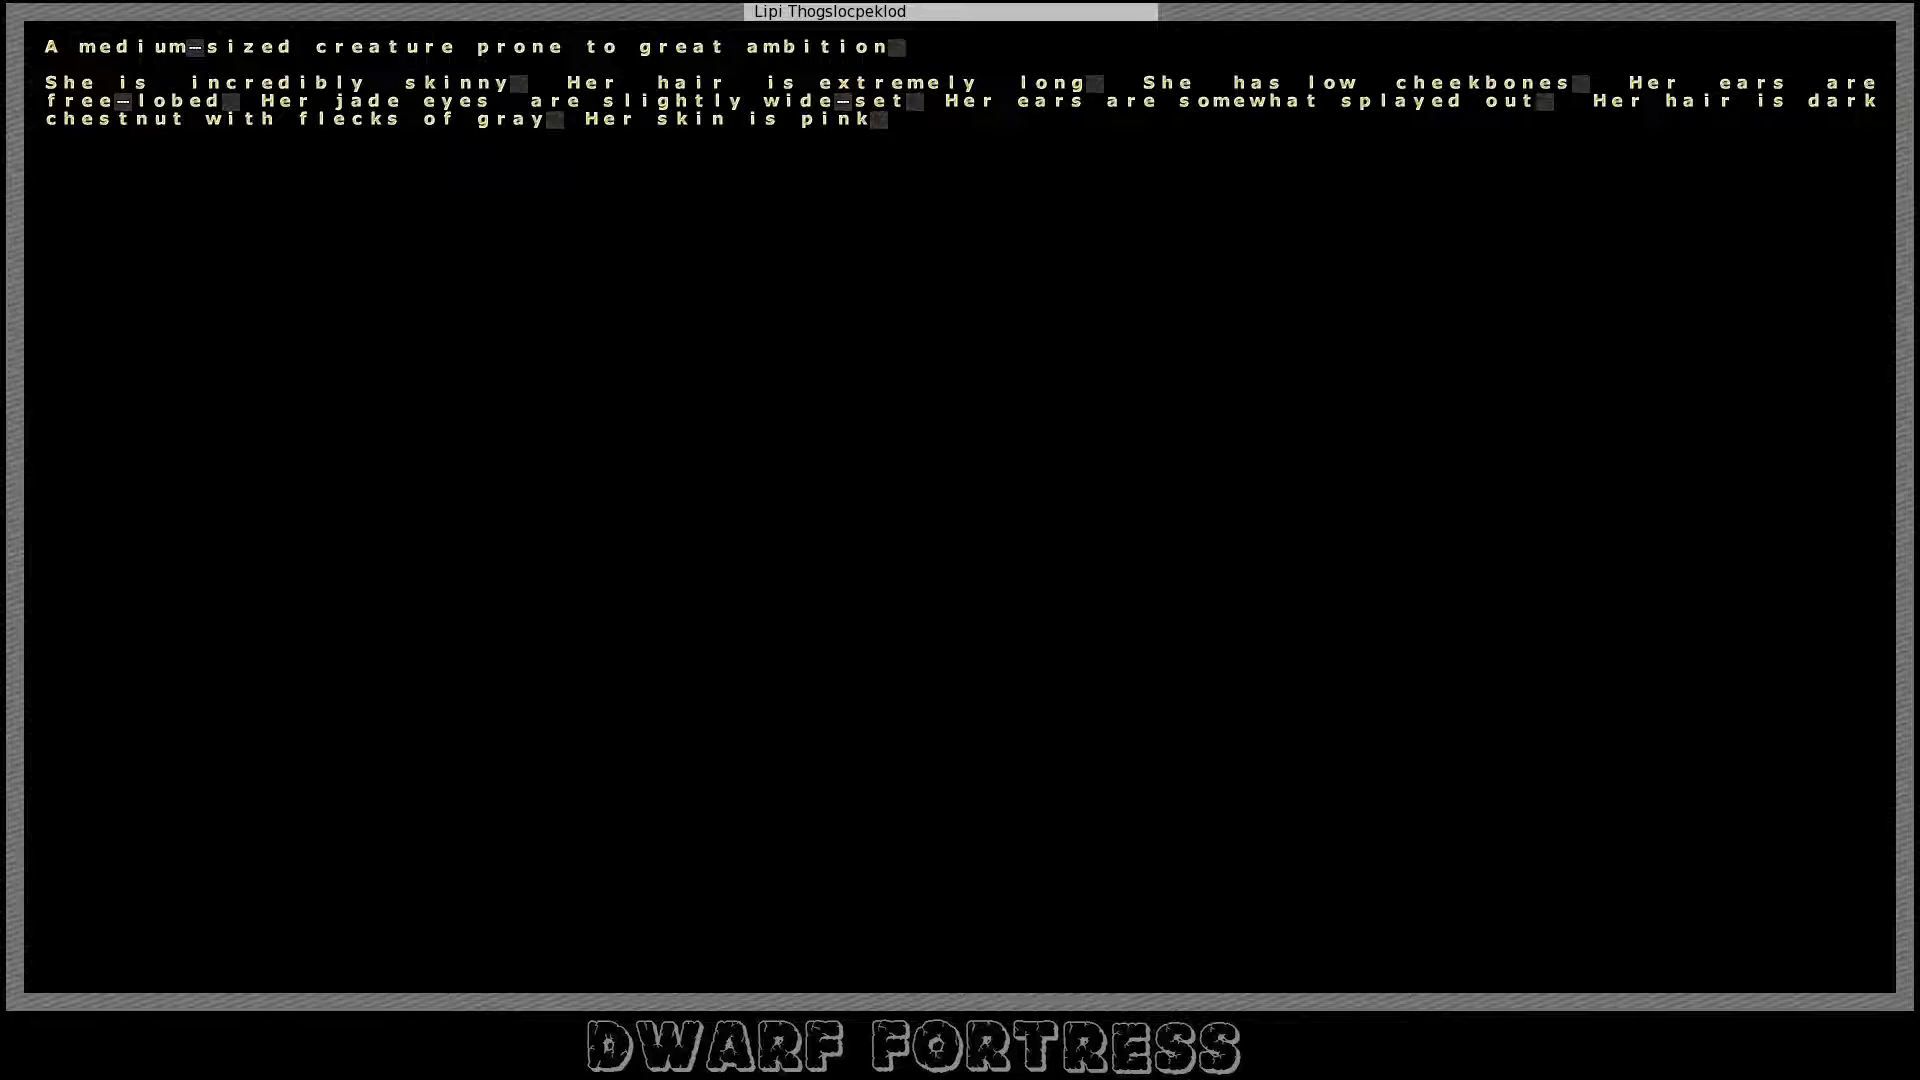 Lipi Thogslocpeklod
A medium-sized creature prone to great ambition
She is incredibly skinny Her hair is extremely long She has low cheekbones Her ears are
free-lobed Her jade eyes are slightly wide-set Her ears are somewhat splayed out Her hair is dark
chestnut with flecks of gray Her skin is pink
DWARF FORTRESS